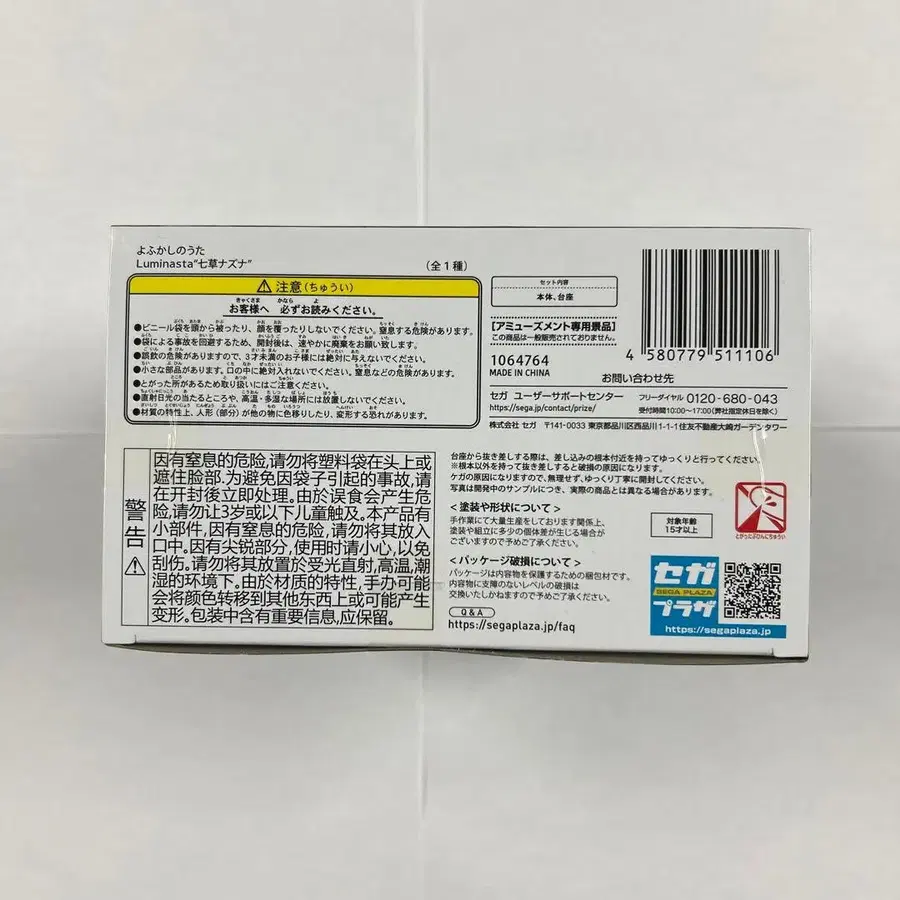 よふかしのうた
Luminasta"七草ナズナ"
(全1種)
⚠注意(ちゅうい)
お客様へ 必ずお読みください。
●ビニール袋を頭から被ったり、顔を覆ったりしないでください。窒息する危険があります。
●袋による事故を回避するため、開封後は、速やかに廃棄をお願い致します。
●誤飲の危険がありますので、3才未満のお子様には絶対に与えないでください。
●小さな部品があります。口の中に絶対入れないでください。窒息などの危険があります。
●とがった所があるため取り扱いにはご注意ください。
●直射日光の当たるところや、高温・多湿な場所には放置しないでください。
●材質の特性上、人形(部分)が他の物に色移りしたり、変形する恐れがあります。
セット内容
本体、台座
【アミューズメント専用景品】
この商品は一般販売されておりません。
1064764
MADE IN CHINA
4 580779 511106
お問い合わせ先
セガ ユーザーサポートセンター
https://sega.jp/contact/prize/
フリーダイヤル 0120-680-043
受付時間10:00~17:00(弊社指定休日を除く)
株式会社 セガ 〒141-0033 東京都品川区西品川1-1-1住友不動産大崎ガーデンタワー
警告⚠
因有窒息的危险,请勿将塑料袋在头上或
遮住脸部.为避免因袋子引起的事故,请
在开封後立即处理。由於误食会产生危
险,请勿让3岁或以下儿童触及。本产品有
小部件,因有窒息的危险,请勿将其放入
口中。因有尖锐部分,使用时请小心,以免
刮伤。请勿将其放置於受光直射,高温,潮
湿的环境下。由於材质的特性,手办可能
会将颜色转移到其他东西上或可能产生
变形。包装中含有重要信息,应保留。
台座から抜き差しする際は、差し込みの根本付近を持ってゆっくりと行ってください。
※根本以外を持って抜き差しすると破損の原因になります。
ケガの原因になりますので、無理せず、ゆっくり丁寧に開封してください。
写真は開発中のサンプルにつき、実際の商品とは異なる場合があります。
<塗装や形状について>
手作業にて大量生産をしております関係上、
塗装や組立に多少の個体差が生じる場合が
ございますので予めご了承ください。
<パッケージ破損について>
パッケージは内容物を保護するための梱包材です。
内容物に支障のないレベルの破損は
交換いたしかねますので予めご了承ください。
Q&A
https://segaplaza.jp/faq
対象年齢
15才以上
とがったぶひんにちゅうい
セガ
SEGA PLAZA
プラザ
https://segaplaza.jp